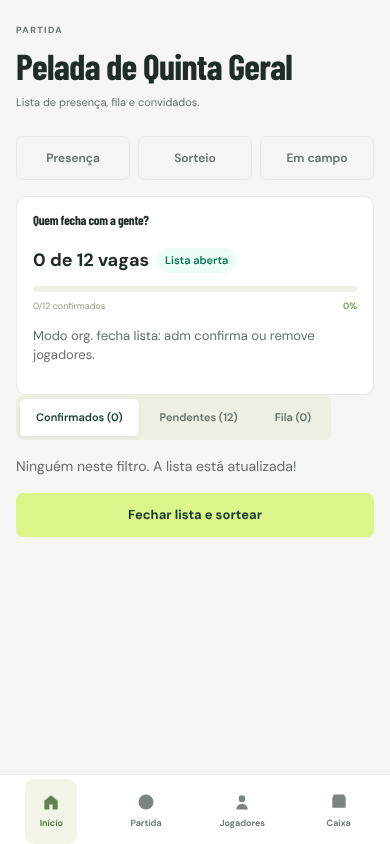 PARTIDA
Pelada de Quinta Geral
Lista de presença, fila e convidados.
Presença
Sorteio
Em campo
Quem fecha com a gente?
0 de 12 vagas
Lista aberta
0/12 confirmados
0%
Modo org. fecha lista: adm confirma ou remove
jogadores.
Confirmados (0)
Pendentes (12)
Fila (0)
Ninguém neste filtro. A lista está atualizada!
Fechar lista e sortear
Início
Partida
Jogadores
Caixa